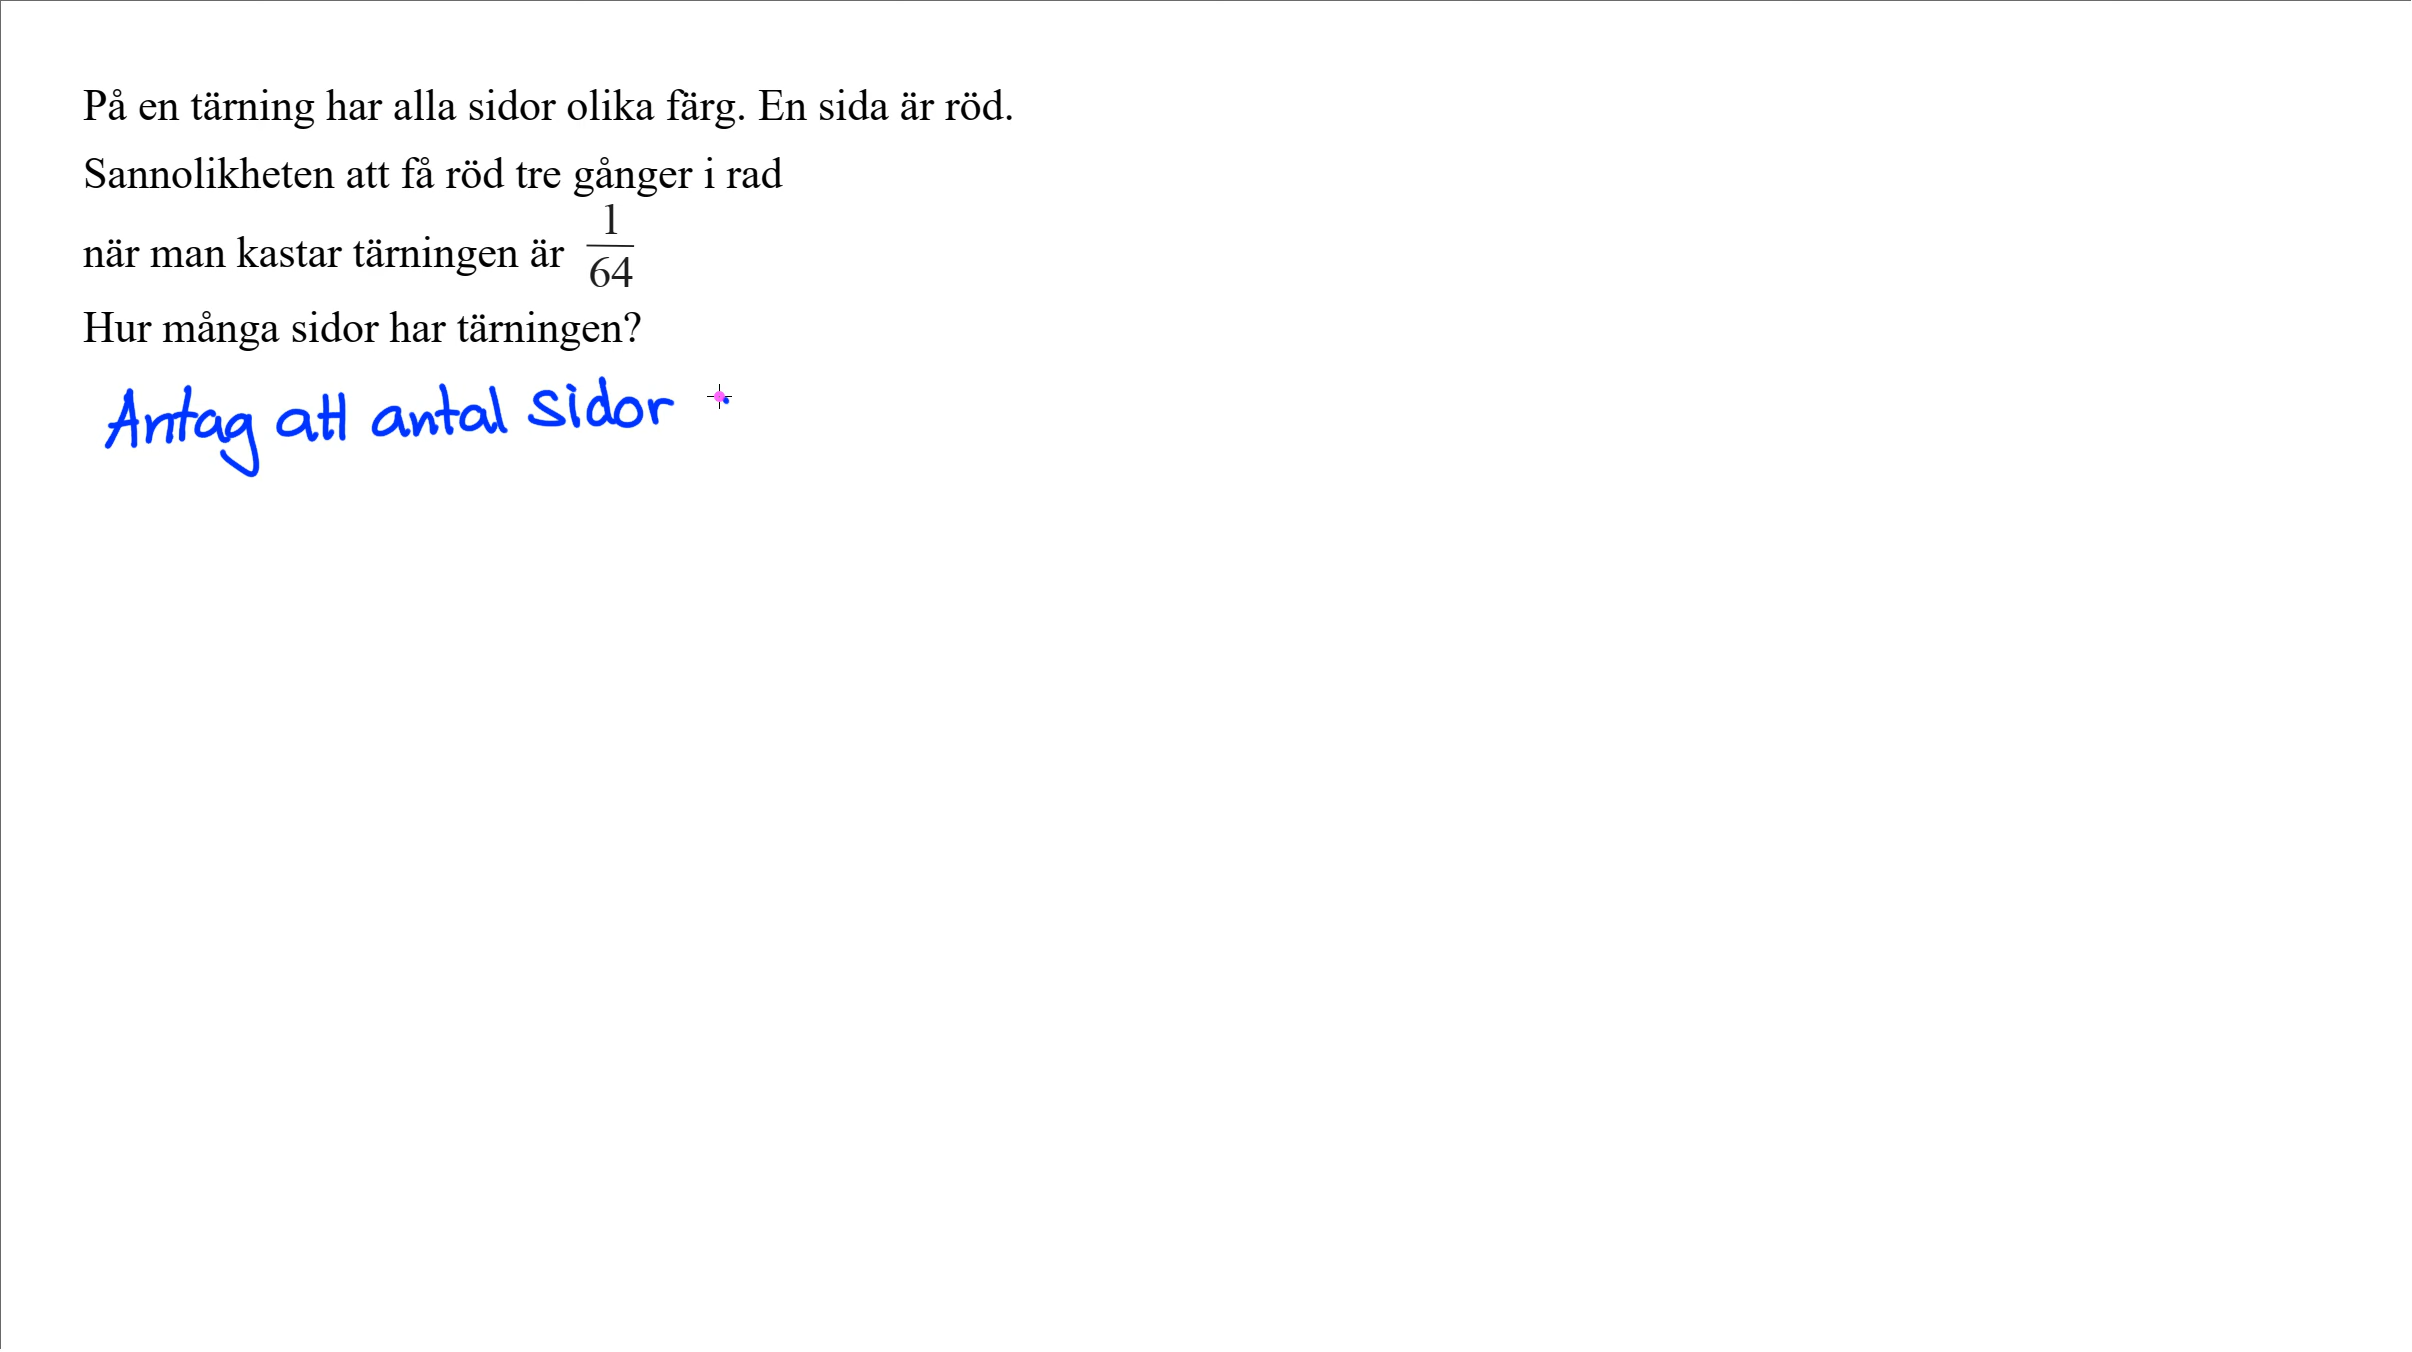 På en tärning har alla sidor olika färg. En sida är röd.
Sannolikheten att få röd tre gånger i rad
när man kastar tärningen är 1/64
Hur många sidor har tärningen?
Antag att antal sidor